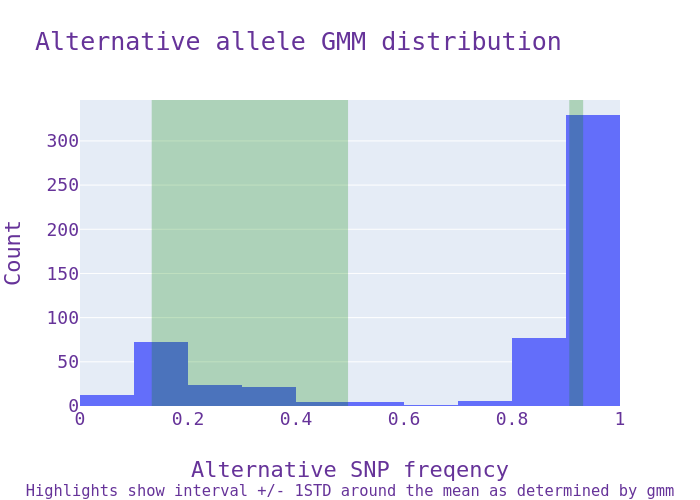 Alternative allele GMM distribution
300
250
200
150
100
50
0
Count
0 0.2 0.4 0.6 0.8 1
Alternative SNP freqency
Highlights show interval +/- 1STD around the mean as determined by gmm